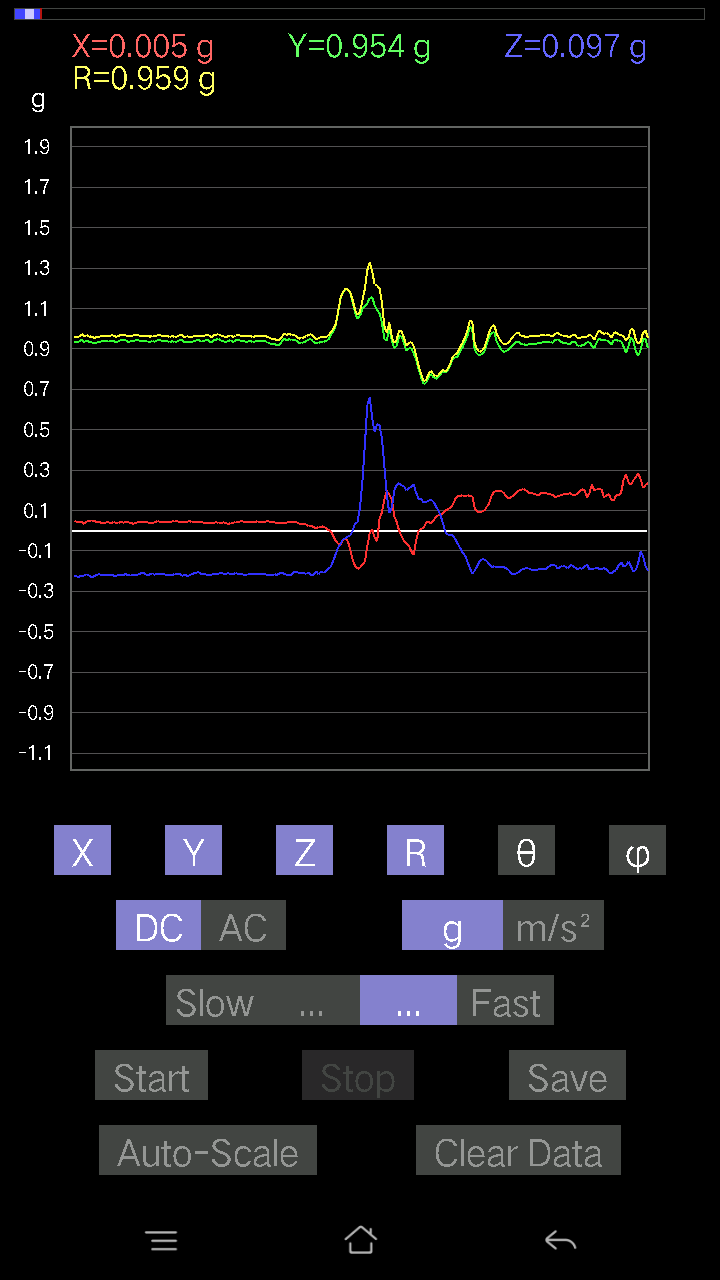 X=0.005 g Y=0.954 g Z=0.097 g
R=0.959 g
g
1.9
1.7
1.5
1.3
1.1
0.9
0.7
0.5
0.3
0.1
-0.1
-0.3
-0.5
-0.7
-0.9
-1.1
X Y Z R θ φ
DC AC g m/s²
Slow ... ... Fast
Start Stop Save
Auto-Scale Clear Data